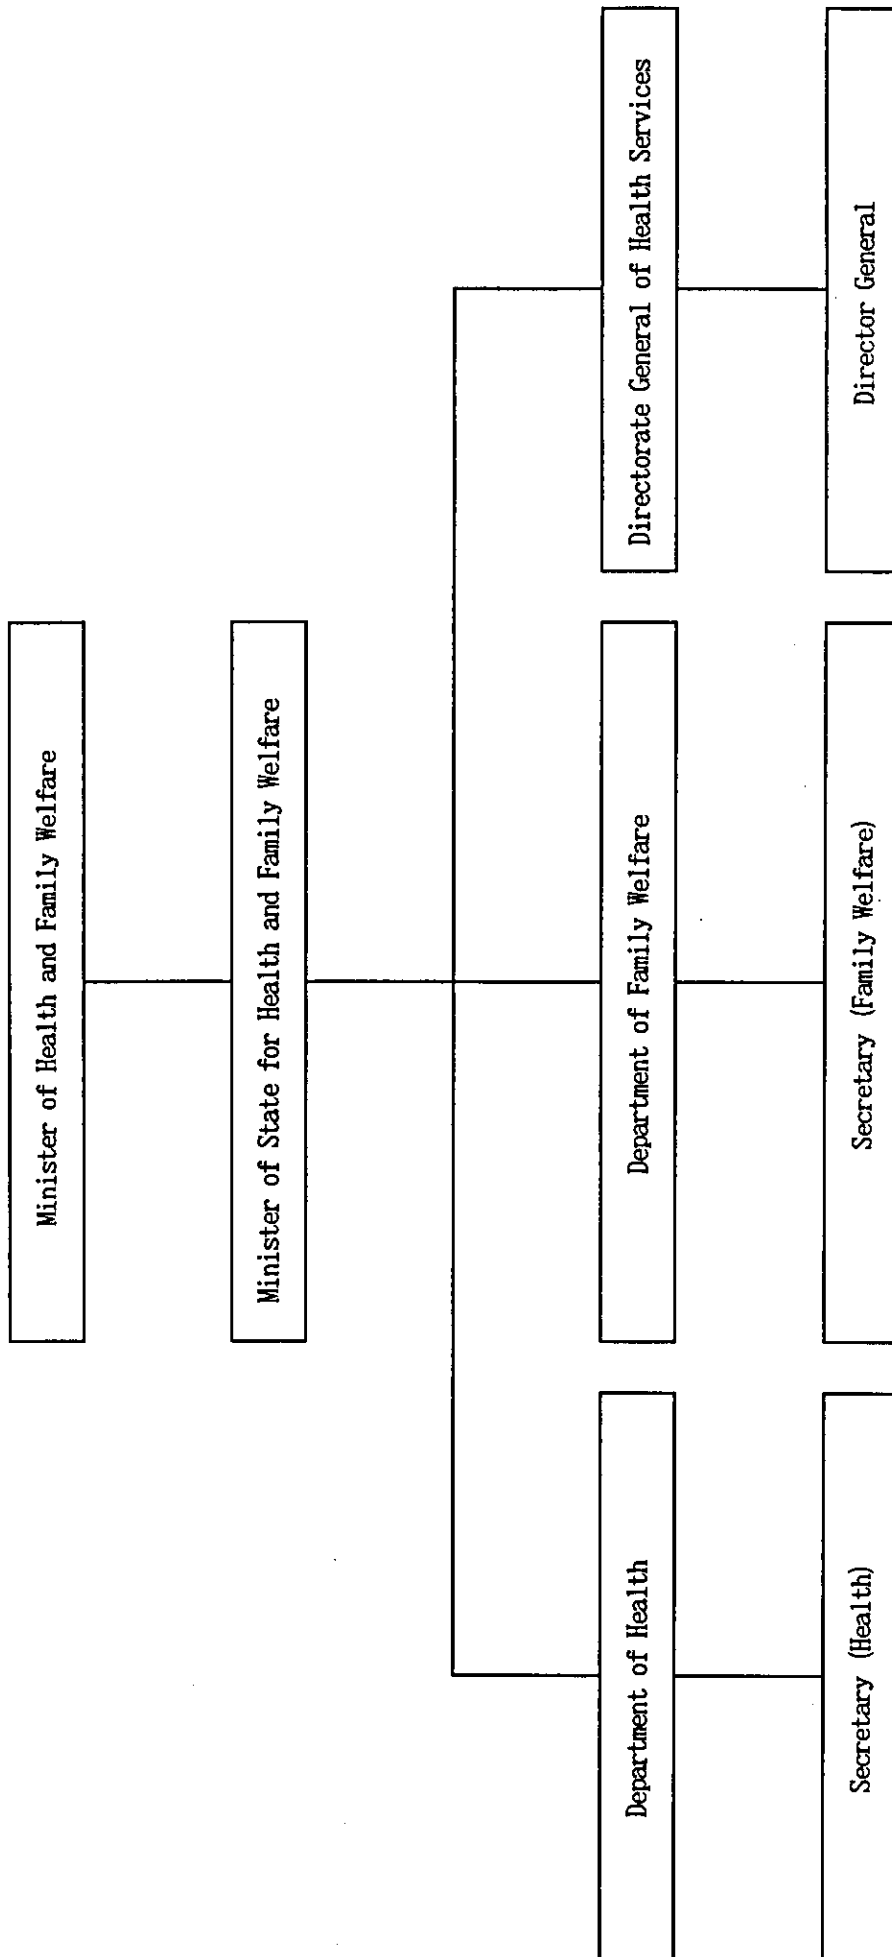 Minister of Health and Family Welfare
Minister of State for Health and Family Welfare
Department of Health
Department of Family Welfare
Directorate General of Health Services
Secretary (Health)
Secretary (Family Welfare)
Director General